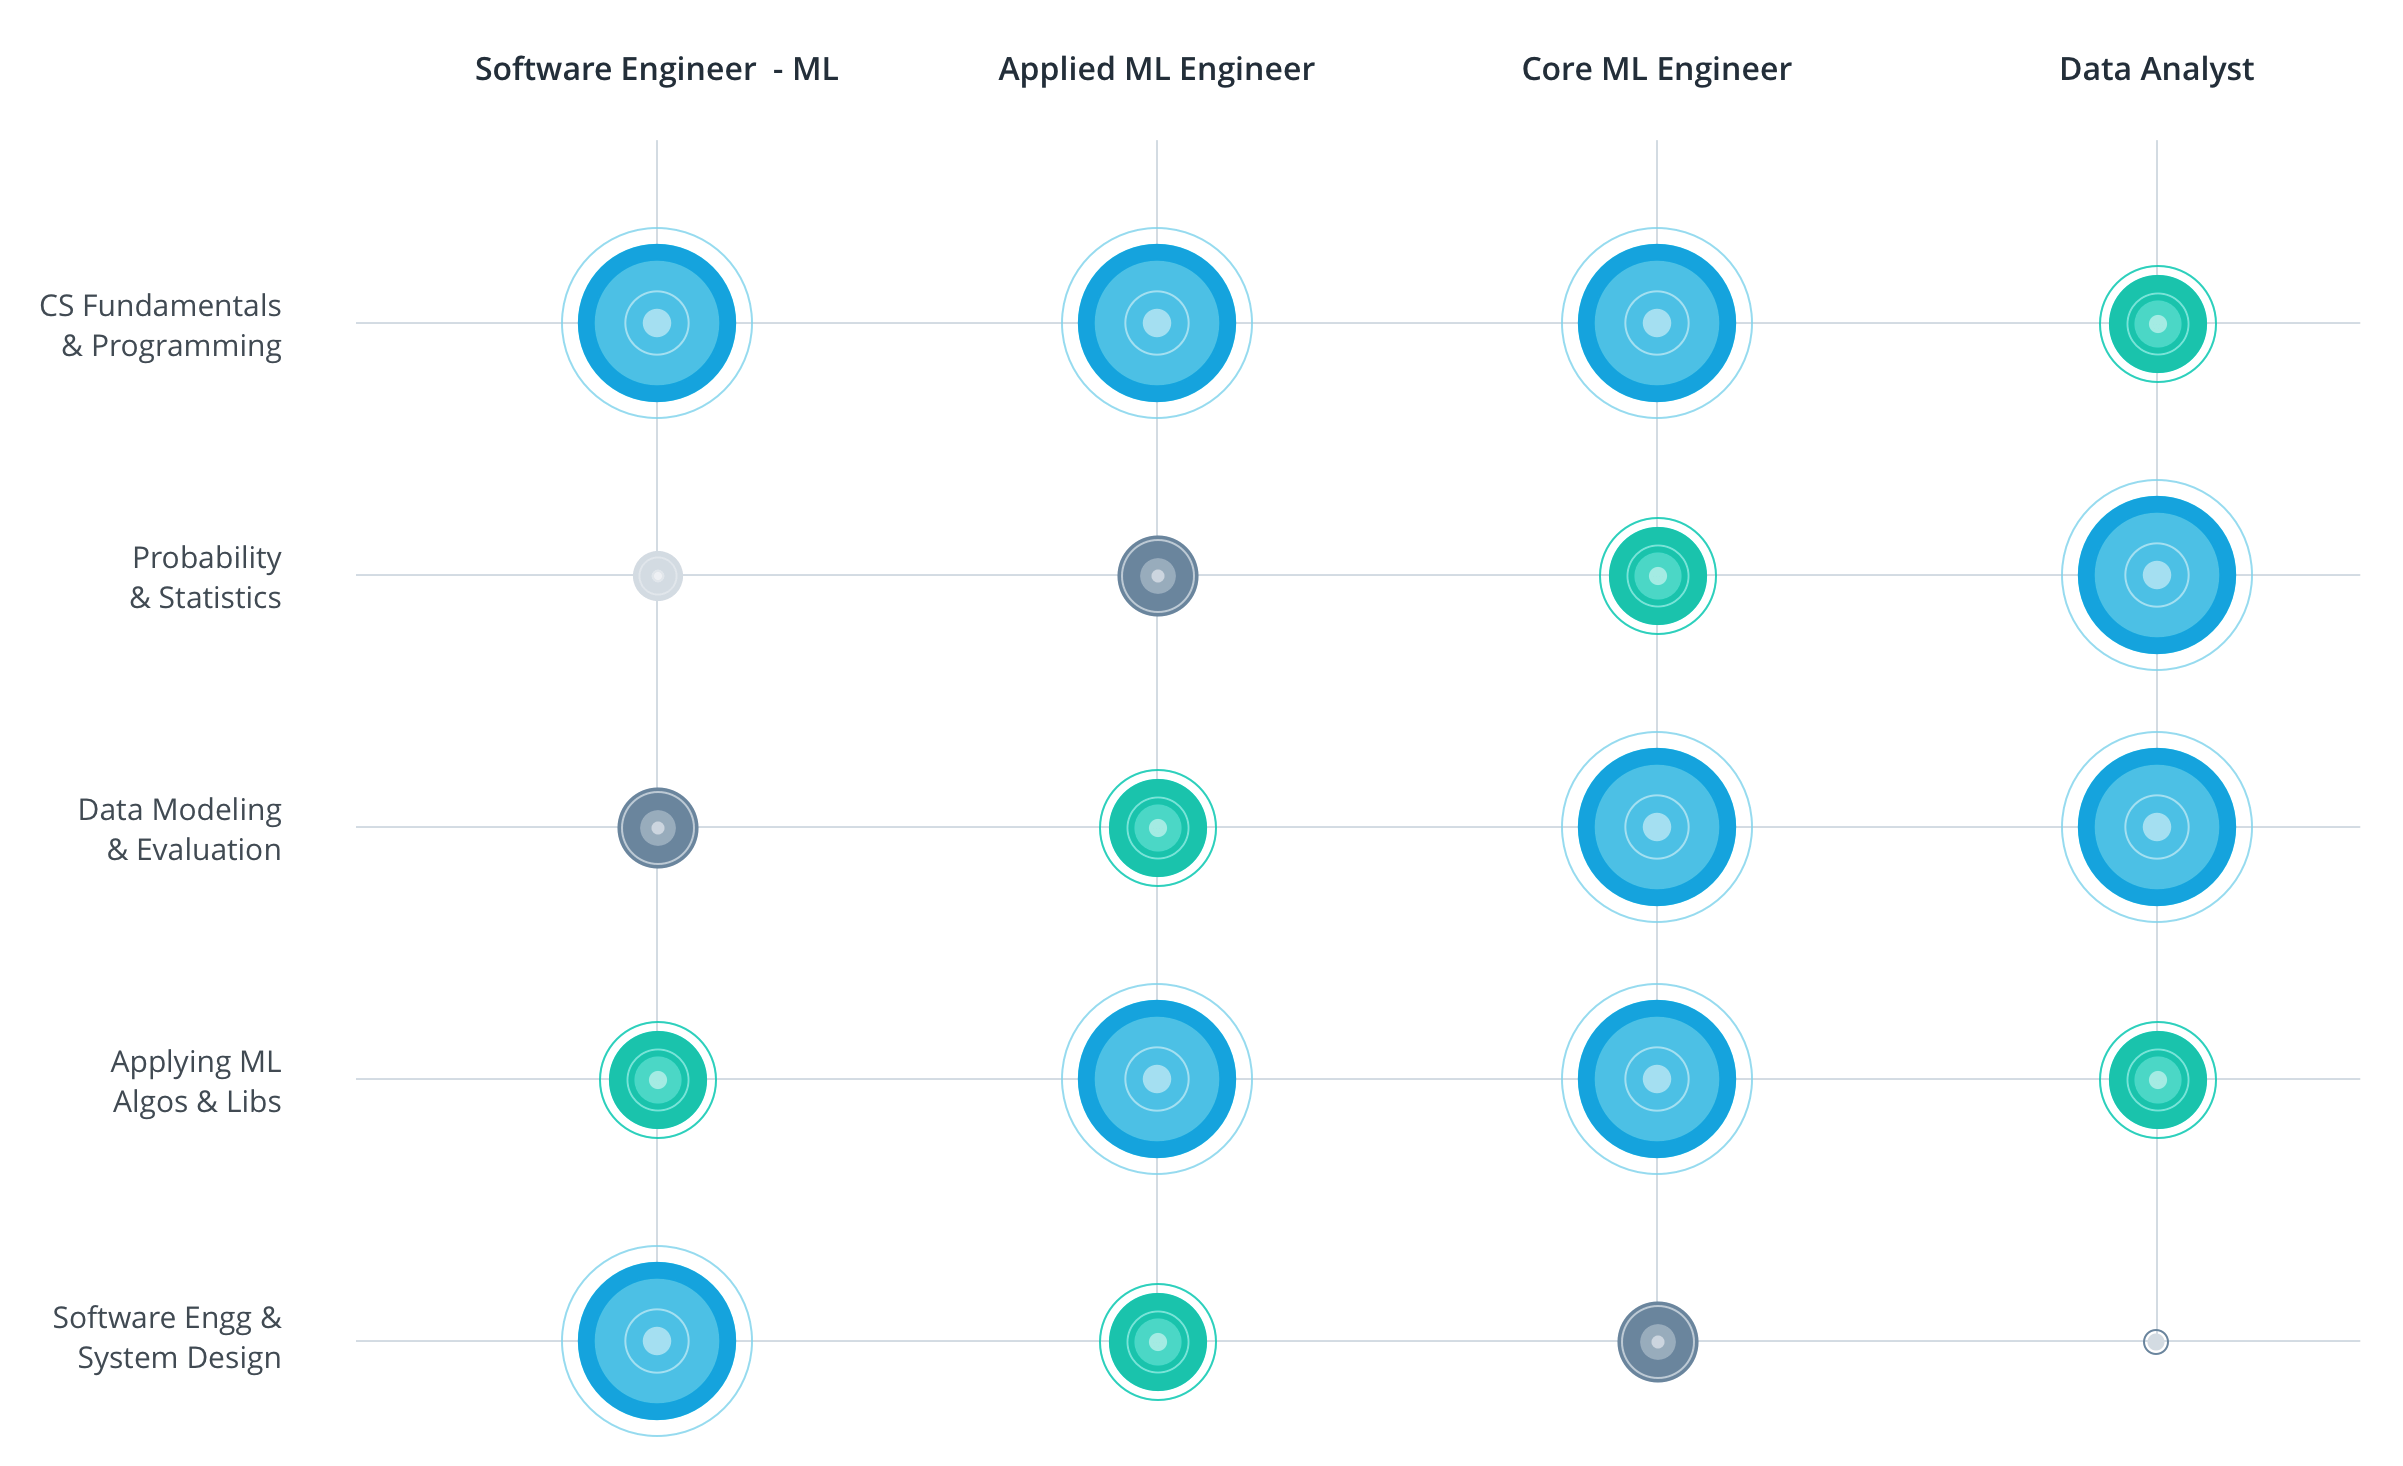 Software Engineer - ML
Applied ML Engineer
Core ML Engineer
Data Analyst
CS Fundamentals
& Programming
Probability
& Statistics
Data Modeling
& Evaluation
Applying ML
Algos & Libs
Software Engg &
System Design